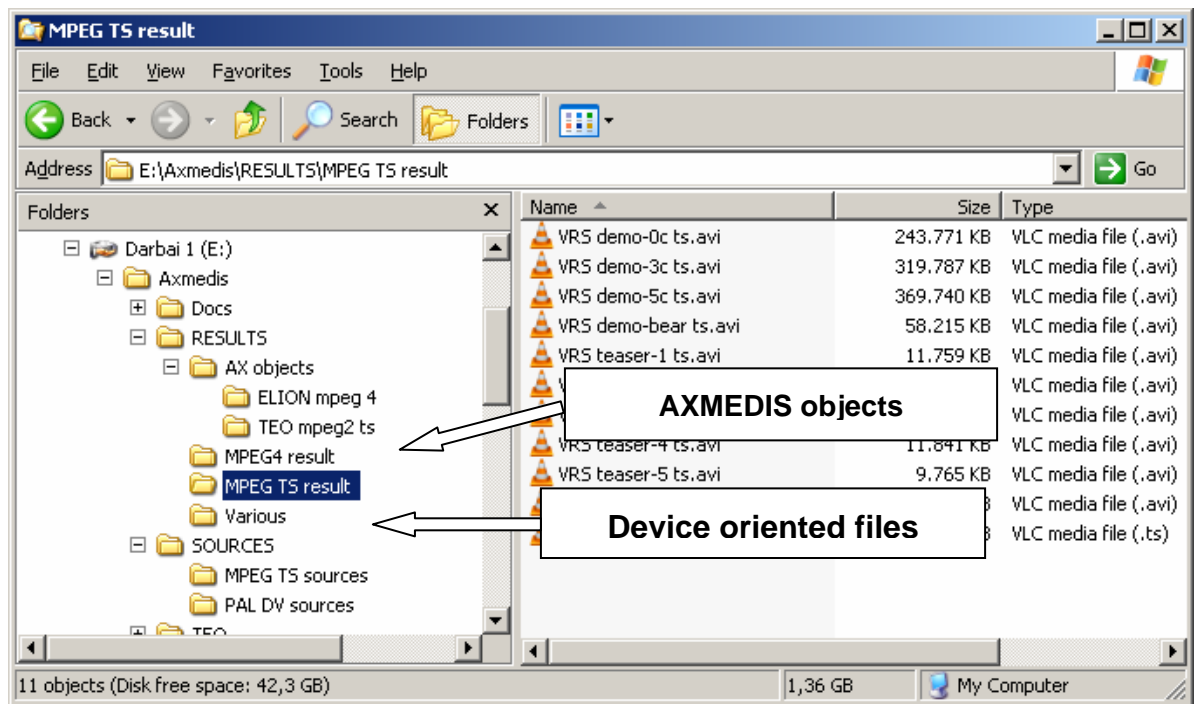 MPEG TS result
File Edit View Favorites Tools Help
Back Search Folders
Address E:\Axmedis\RESULTS\MPEG TS result Go
Folders
Darbai 1 (E:)
Axmedis
Docs
RESULTS
AX objects
ELION mpeg 4
TEO mpeg2 ts
MPEG4 result
MPEG TS result
Various
SOURCES
MPEG TS sources
PAL DV sources
TEO
Name Size Type
VRS demo-0c ts.avi 243.771 KB VLC media file (.avi)
VRS demo-3c ts.avi 319.787 KB VLC media file (.avi)
VRS demo-5c ts.avi 369.740 KB VLC media file (.avi)
VRS demo-bear ts.avi 58.215 KB VLC media file (.avi)
VRS teaser-1 ts.avi 11.759 KB VLC media file (.avi)
VLC media file (.avi)
VLC media file (.avi)
VRS teaser-4 ts.avi 11.841 KB VLC media file (.avi)
VRS teaser-5 ts.avi 9.765 KB VLC media file (.avi)
VLC media file (.avi)
VLC media file (.ts)
AXMEDIS objects
Device oriented files
11 objects (Disk free space: 42,3 GB) 1,36 GB My Computer